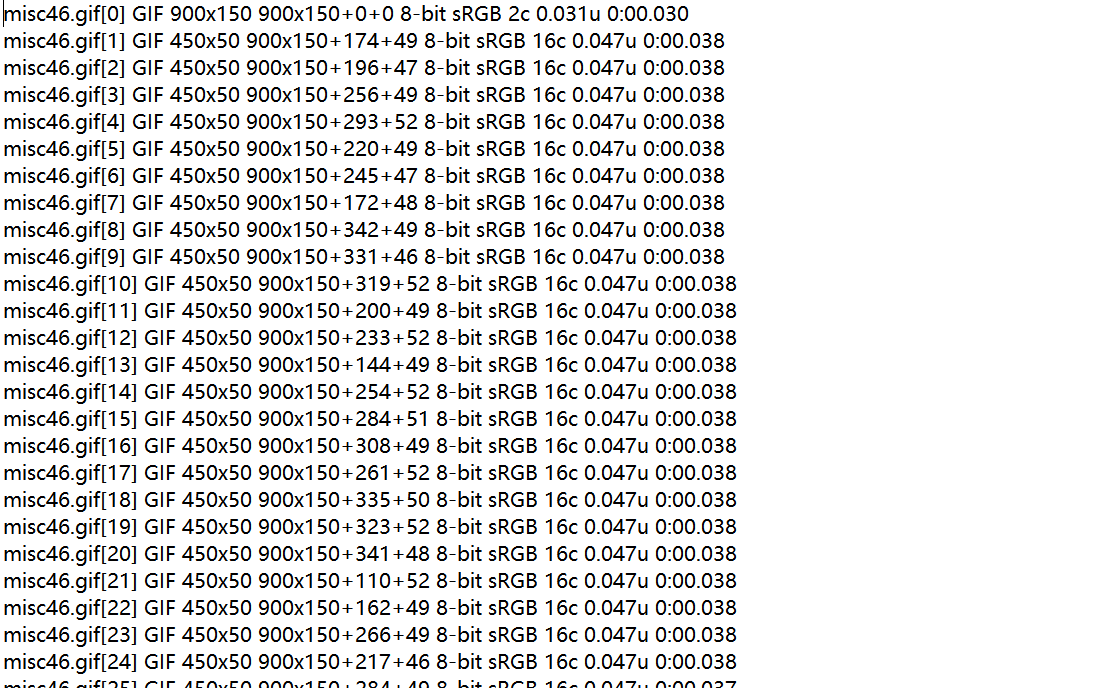 misc46.gif[0] GIF 900x150 900x150+0+0 8-bit sRGB 2c 0.031u 0:00.030
misc46.gif[1] GIF 450x50 900x150+174+49 8-bit sRGB 16c 0.047u 0:00.038
misc46.gif[2] GIF 450x50 900x150+196+47 8-bit sRGB 16c 0.047u 0:00.038
misc46.gif[3] GIF 450x50 900x150+256+49 8-bit sRGB 16c 0.047u 0:00.038
misc46.gif[4] GIF 450x50 900x150+293+52 8-bit sRGB 16c 0.047u 0:00.038
misc46.gif[5] GIF 450x50 900x150+220+49 8-bit sRGB 16c 0.047u 0:00.038
misc46.gif[6] GIF 450x50 900x150+245+47 8-bit sRGB 16c 0.047u 0:00.038
misc46.gif[7] GIF 450x50 900x150+172+48 8-bit sRGB 16c 0.047u 0:00.038
misc46.gif[8] GIF 450x50 900x150+342+49 8-bit sRGB 16c 0.047u 0:00.038
misc46.gif[9] GIF 450x50 900x150+331+46 8-bit sRGB 16c 0.047u 0:00.038
misc46.gif[10] GIF 450x50 900x150+319+52 8-bit sRGB 16c 0.047u 0:00.038
misc46.gif[11] GIF 450x50 900x150+200+49 8-bit sRGB 16c 0.047u 0:00.038
misc46.gif[12] GIF 450x50 900x150+233+52 8-bit sRGB 16c 0.047u 0:00.038
misc46.gif[13] GIF 450x50 900x150+144+49 8-bit sRGB 16c 0.047u 0:00.038
misc46.gif[14] GIF 450x50 900x150+254+52 8-bit sRGB 16c 0.047u 0:00.038
misc46.gif[15] GIF 450x50 900x150+284+51 8-bit sRGB 16c 0.047u 0:00.038
misc46.gif[16] GIF 450x50 900x150+308+49 8-bit sRGB 16c 0.047u 0:00.038
misc46.gif[17] GIF 450x50 900x150+261+52 8-bit sRGB 16c 0.047u 0:00.038
misc46.gif[18] GIF 450x50 900x150+335+50 8-bit sRGB 16c 0.047u 0:00.038
misc46.gif[19] GIF 450x50 900x150+323+52 8-bit sRGB 16c 0.047u 0:00.038
misc46.gif[20] GIF 450x50 900x150+341+48 8-bit sRGB 16c 0.047u 0:00.038
misc46.gif[21] GIF 450x50 900x150+110+52 8-bit sRGB 16c 0.047u 0:00.038
misc46.gif[22] GIF 450x50 900x150+162+49 8-bit sRGB 16c 0.047u 0:00.038
misc46.gif[23] GIF 450x50 900x150+266+49 8-bit sRGB 16c 0.047u 0:00.038
misc46.gif[24] GIF 450x50 900x150+217+46 8-bit sRGB 16c 0.047u 0:00.038